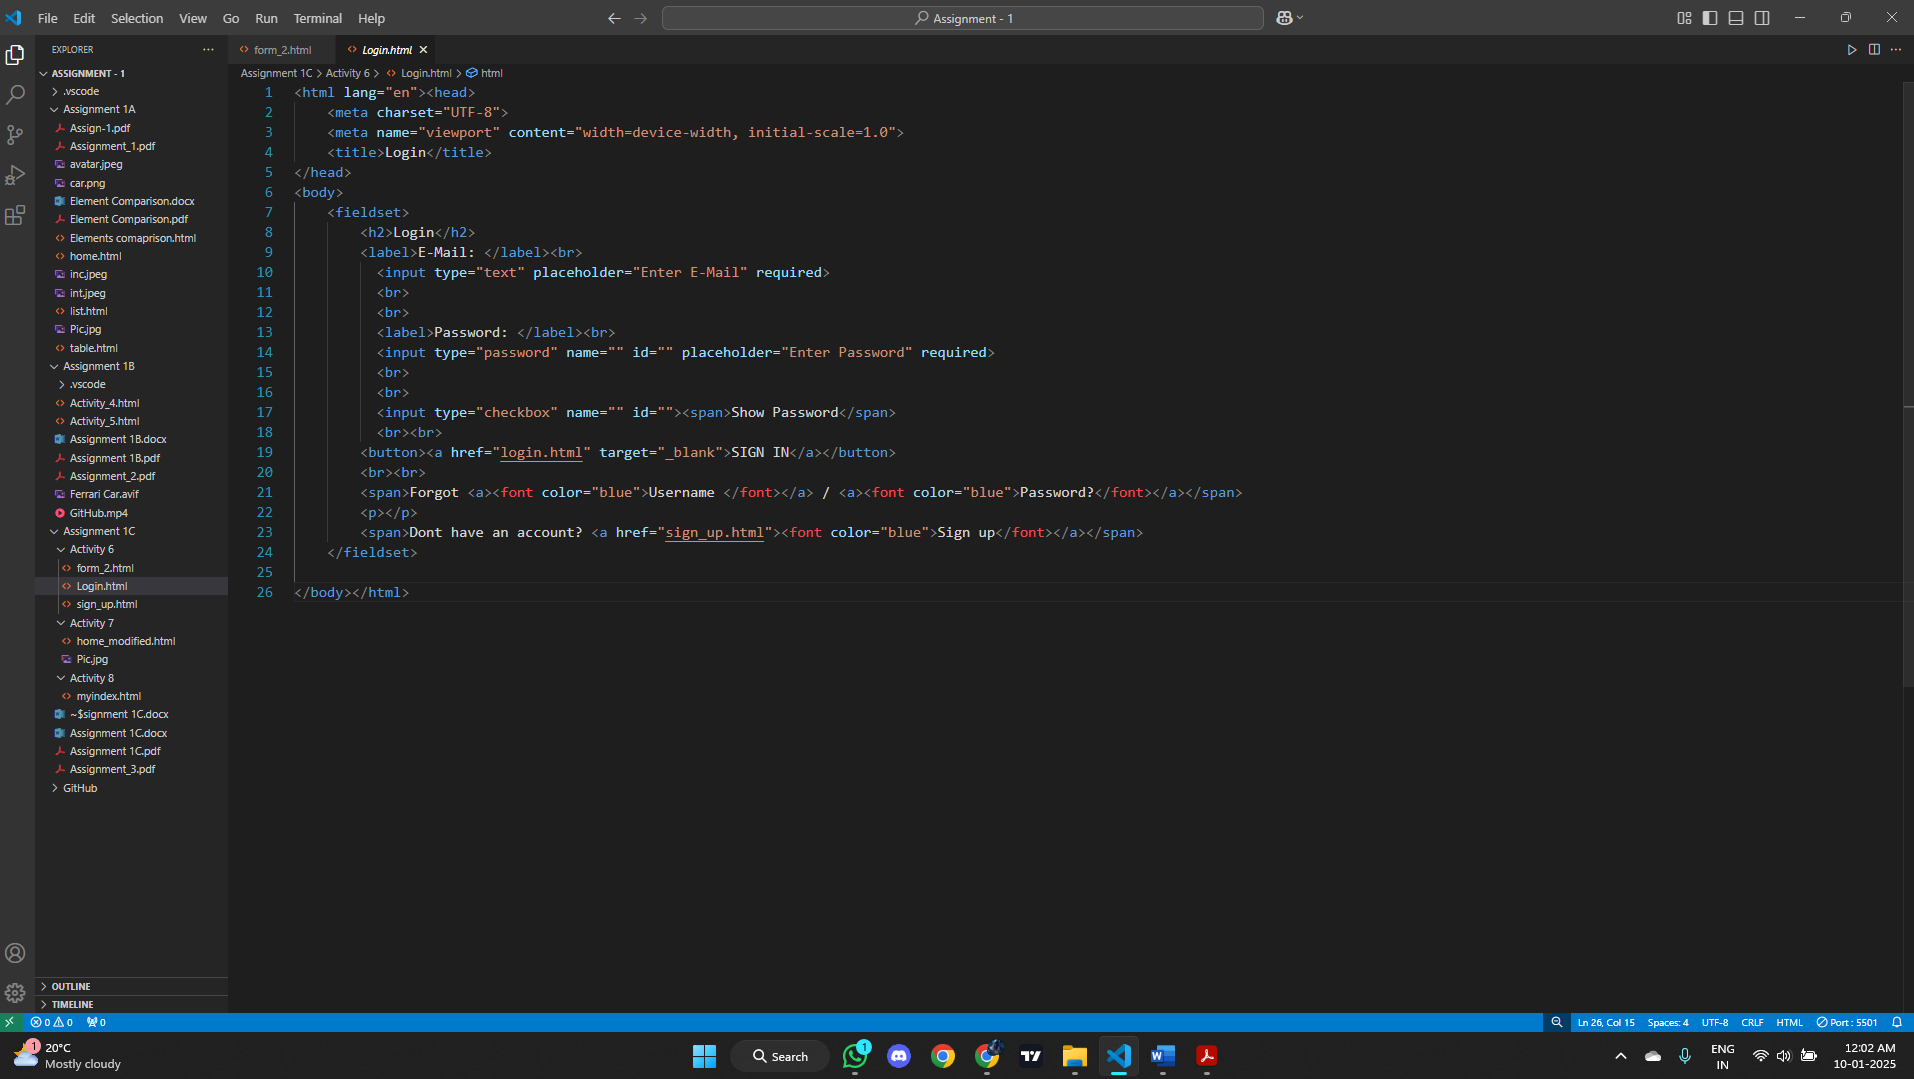 File Edit Selection View Go Run Terminal Help
Assignment - 1
EXPLORER
form_2.html
Login.html
ASSIGNMENT - 1
.vscode
Assignment 1A
Assign-1.pdf
Assignment_1.pdf
avatar.jpeg
car.png
Element Comparison.docx
Element Comparison.pdf
Elements comaprison.html
home.html
inc.jpeg
int.jpeg
list.html
Pic.jpg
table.html
Assignment 1B
.vscode
Activity_4.html
Activity_5.html
Assignment 1B.docx
Assignment 1B.pdf
Assignment_2.pdf
Ferrari Car.avif
GitHub.mp4
Assignment 1C
Activity 6
form_2.html
Login.html
sign_up.html
Activity 7
home_modified.html
Pic.jpg
Activity 8
myindex.html
~$signment 1C.docx
Assignment 1C.docx
Assignment 1C.pdf
Assignment_3.pdf
GitHub
OUTLINE
TIMELINE
Assignment 1C > Activity 6 > Login.html > html
1 <html lang="en"><head>
2 <meta charset="UTF-8">
3 <meta name="viewport" content="width=device-width, initial-scale=1.0">
4 <title>Login</title>
5 </head>
6 <body>
7 <fieldset>
8 <h2>Login</h2>
9 <label>E-Mail: </label><br>
10 <input type="text" placeholder="Enter E-Mail" required>
11 <br>
12 <br>
13 <label>Password: </label><br>
14 <input type="password" name="" id="" placeholder="Enter Password" required>
15 <br>
16 <br>
17 <input type="checkbox" name="" id=""><span>Show Password</span>
18 <br><br>
19 <button><a href="login.html" target="_blank">SIGN IN</a></button>
20 <br><br>
21 <span>Forgot <a><font color="blue">Username </font></a> / <a><font color="blue">Password?</font></a></span>
22 <p></p>
23 <span>Dont have an account? <a href="sign_up.html"><font color="blue">Sign up</font></a></span>
24 </fieldset>
25
26 </body></html>
0 0 0
Ln 26, Col 15 Spaces: 4 UTF-8 CRLF HTML Port : 5501
1
20°C
Mostly cloudy
Search
1
ENG
IN
12:02 AM
10-01-2025